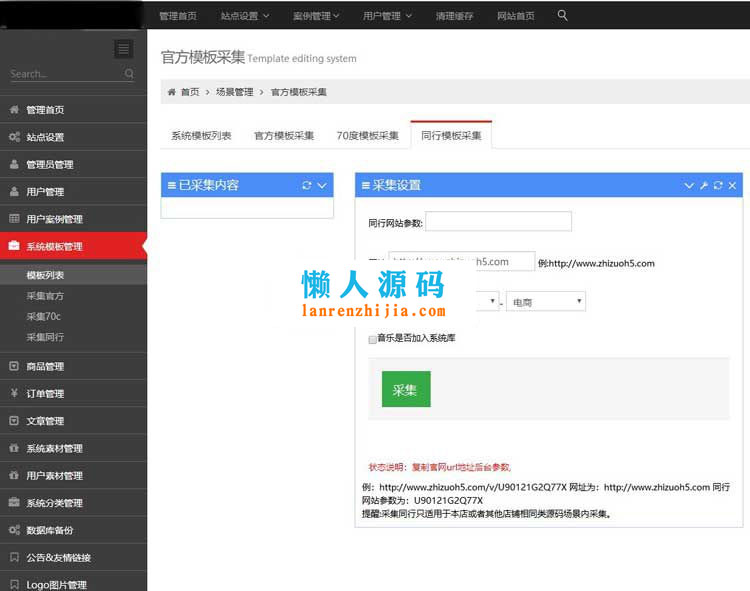 管理首页 站点设置 案例管理 用户管理 清理缓存 网站首页
官方模板采集 Template editing system
Search...
首页 > 场景管理 > 官方模板采集
系统模板列表 官方模板采集 70度模板采集 同行模板采集
管理首页
站点设置
管理员管理
用户管理
用户案例管理
系统模板管理
模板列表
采集官方
采集70c
采集同行
商品管理
订单管理
文章管理
系统素材管理
用户素材管理
系统分类管理
数据库备份
公告&友情链接
Logo图片管理
已采集内容
采集设置
同行网站参数:
例:http://www.zhizuoh5.com
懒人源码
lanrenzhijia.com
- 电商
音乐是否加入系统库
采集
状态说明：复制官网url地址后台参数,
例：http://www.zhizuoh5.com/v/U90121G2Q77X 网址为：http://www.zhizuoh5.com 同行
网站参数为：U90121G2Q77X
提醒:采集同行只适用于本店或者其他店铺相同类源码场景内采集。